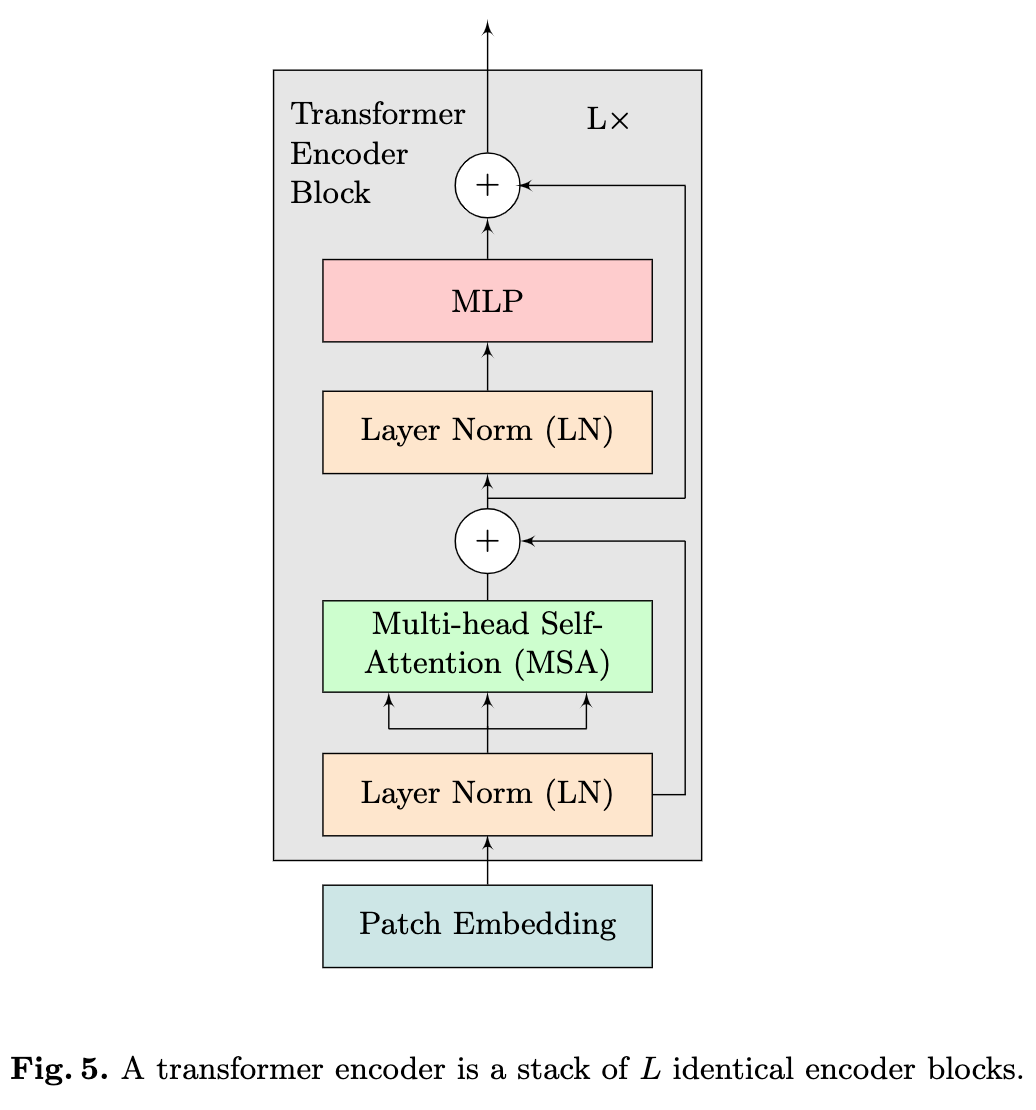 Transformer
Encoder
Block
L×
+
MLP
Layer Norm (LN)
+
Multi-head Self-
Attention (MSA)
Layer Norm (LN)
Patch Embedding
Fig. 5. A transformer encoder is a stack of L identical encoder blocks.